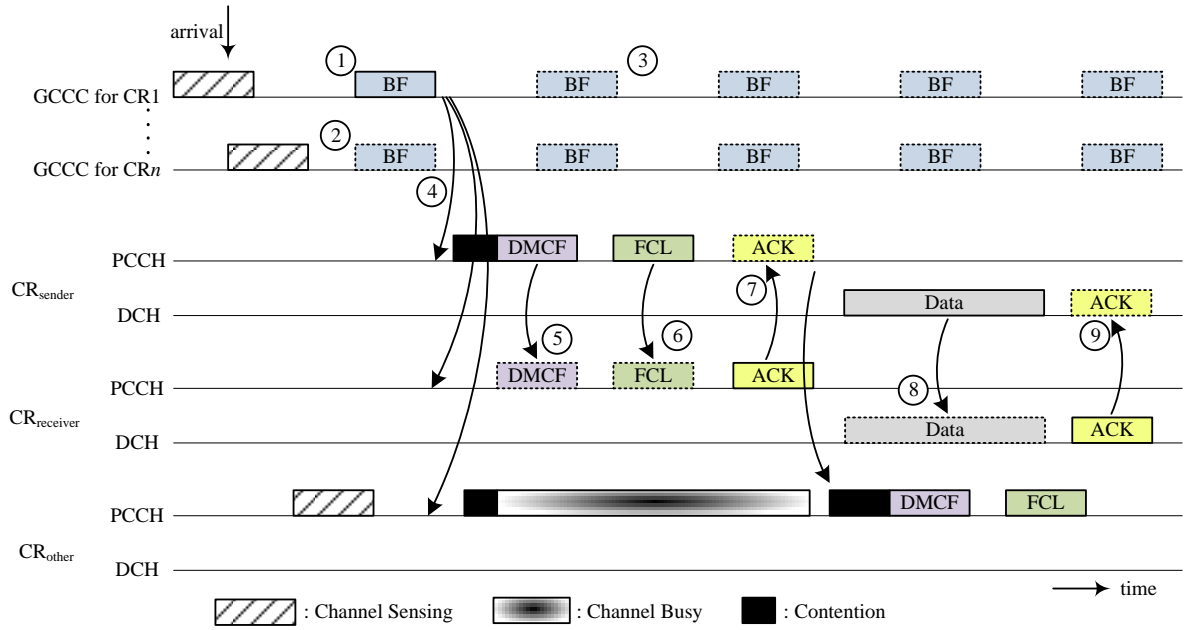 arrival
1 3
BF BF BF BF BF
GCCC for CR1
2
BF BF BF BF BF
GCCC for CRn
4
DMCF FCL ACK
PCCH
7
CRsender
Data ACK
DCH
5 6 9
DMCF FCL ACK
PCCH
8
CRreceiver
Data ACK
DCH
DMCF FCL
PCCH
CRother
DCH
time
: Channel Sensing : Channel Busy : Contention